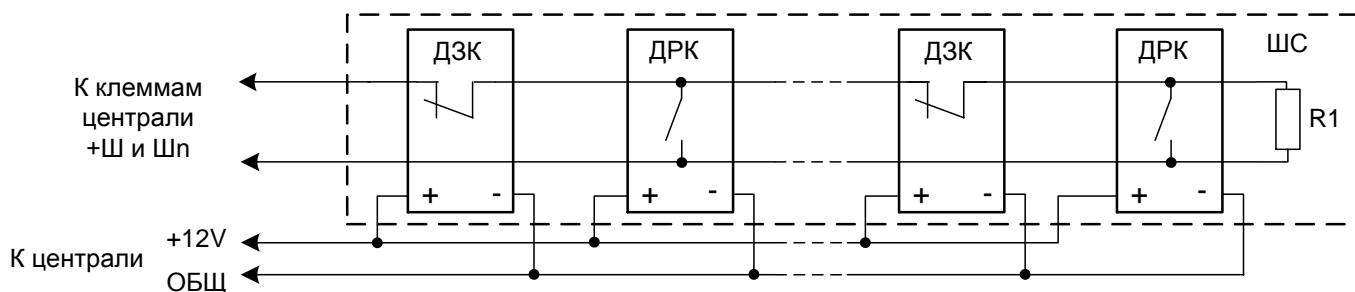 ДЗК ДРК ДЗК ДРК ШС
К клеммам
централи
+Ш и Шn
R1
+ - + - + - + -
+12V
К централи
ОБЩ